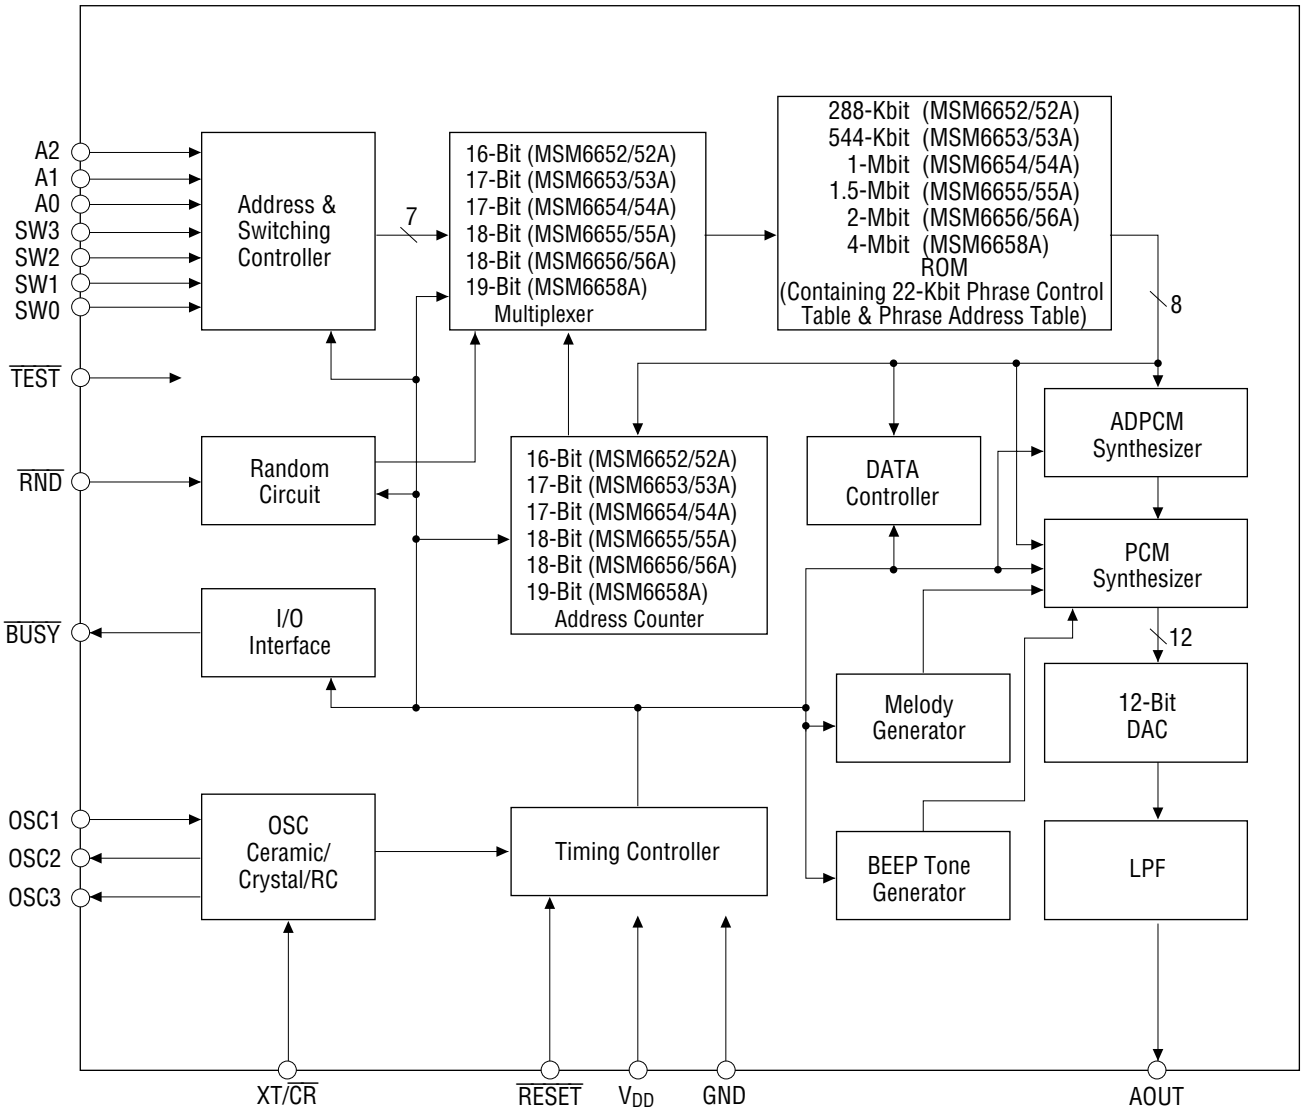 A2
A1
A0
SW3
SW2
SW1
SW0
T̅E̅S̅T̅
R̅N̅D̅
B̅U̅S̅Y̅
OSC1
OSC2
OSC3
Address &
Switching
Controller
7
16-Bit (MSM6652/52A)
17-Bit (MSM6653/53A)
17-Bit (MSM6654/54A)
18-Bit (MSM6655/55A)
18-Bit (MSM6656/56A)
19-Bit (MSM6658A)
Multiplexer
288-Kbit (MSM6652/52A)
544-Kbit (MSM6653/53A)
1-Mbit (MSM6654/54A)
1.5-Mbit (MSM6655/55A)
2-Mbit (MSM6656/56A)
4-Mbit (MSM6658A)
ROM
(Containing 22-Kbit Phrase Control
Table & Phrase Address Table)
8
Random
Circuit
16-Bit (MSM6652/52A)
17-Bit (MSM6653/53A)
17-Bit (MSM6654/54A)
18-Bit (MSM6655/55A)
18-Bit (MSM6656/56A)
19-Bit (MSM6658A)
Address Counter
DATA
Controller
ADPCM
Synthesizer
PCM
Synthesizer
12
I/O
Interface
Melody
Generator
12-Bit
DAC
OSC
Ceramic/
Crystal/RC
Timing Controller
BEEP Tone
Generator
LPF
XT/C̅R̅
R̅E̅S̅E̅T̅
VDD
GND
AOUT